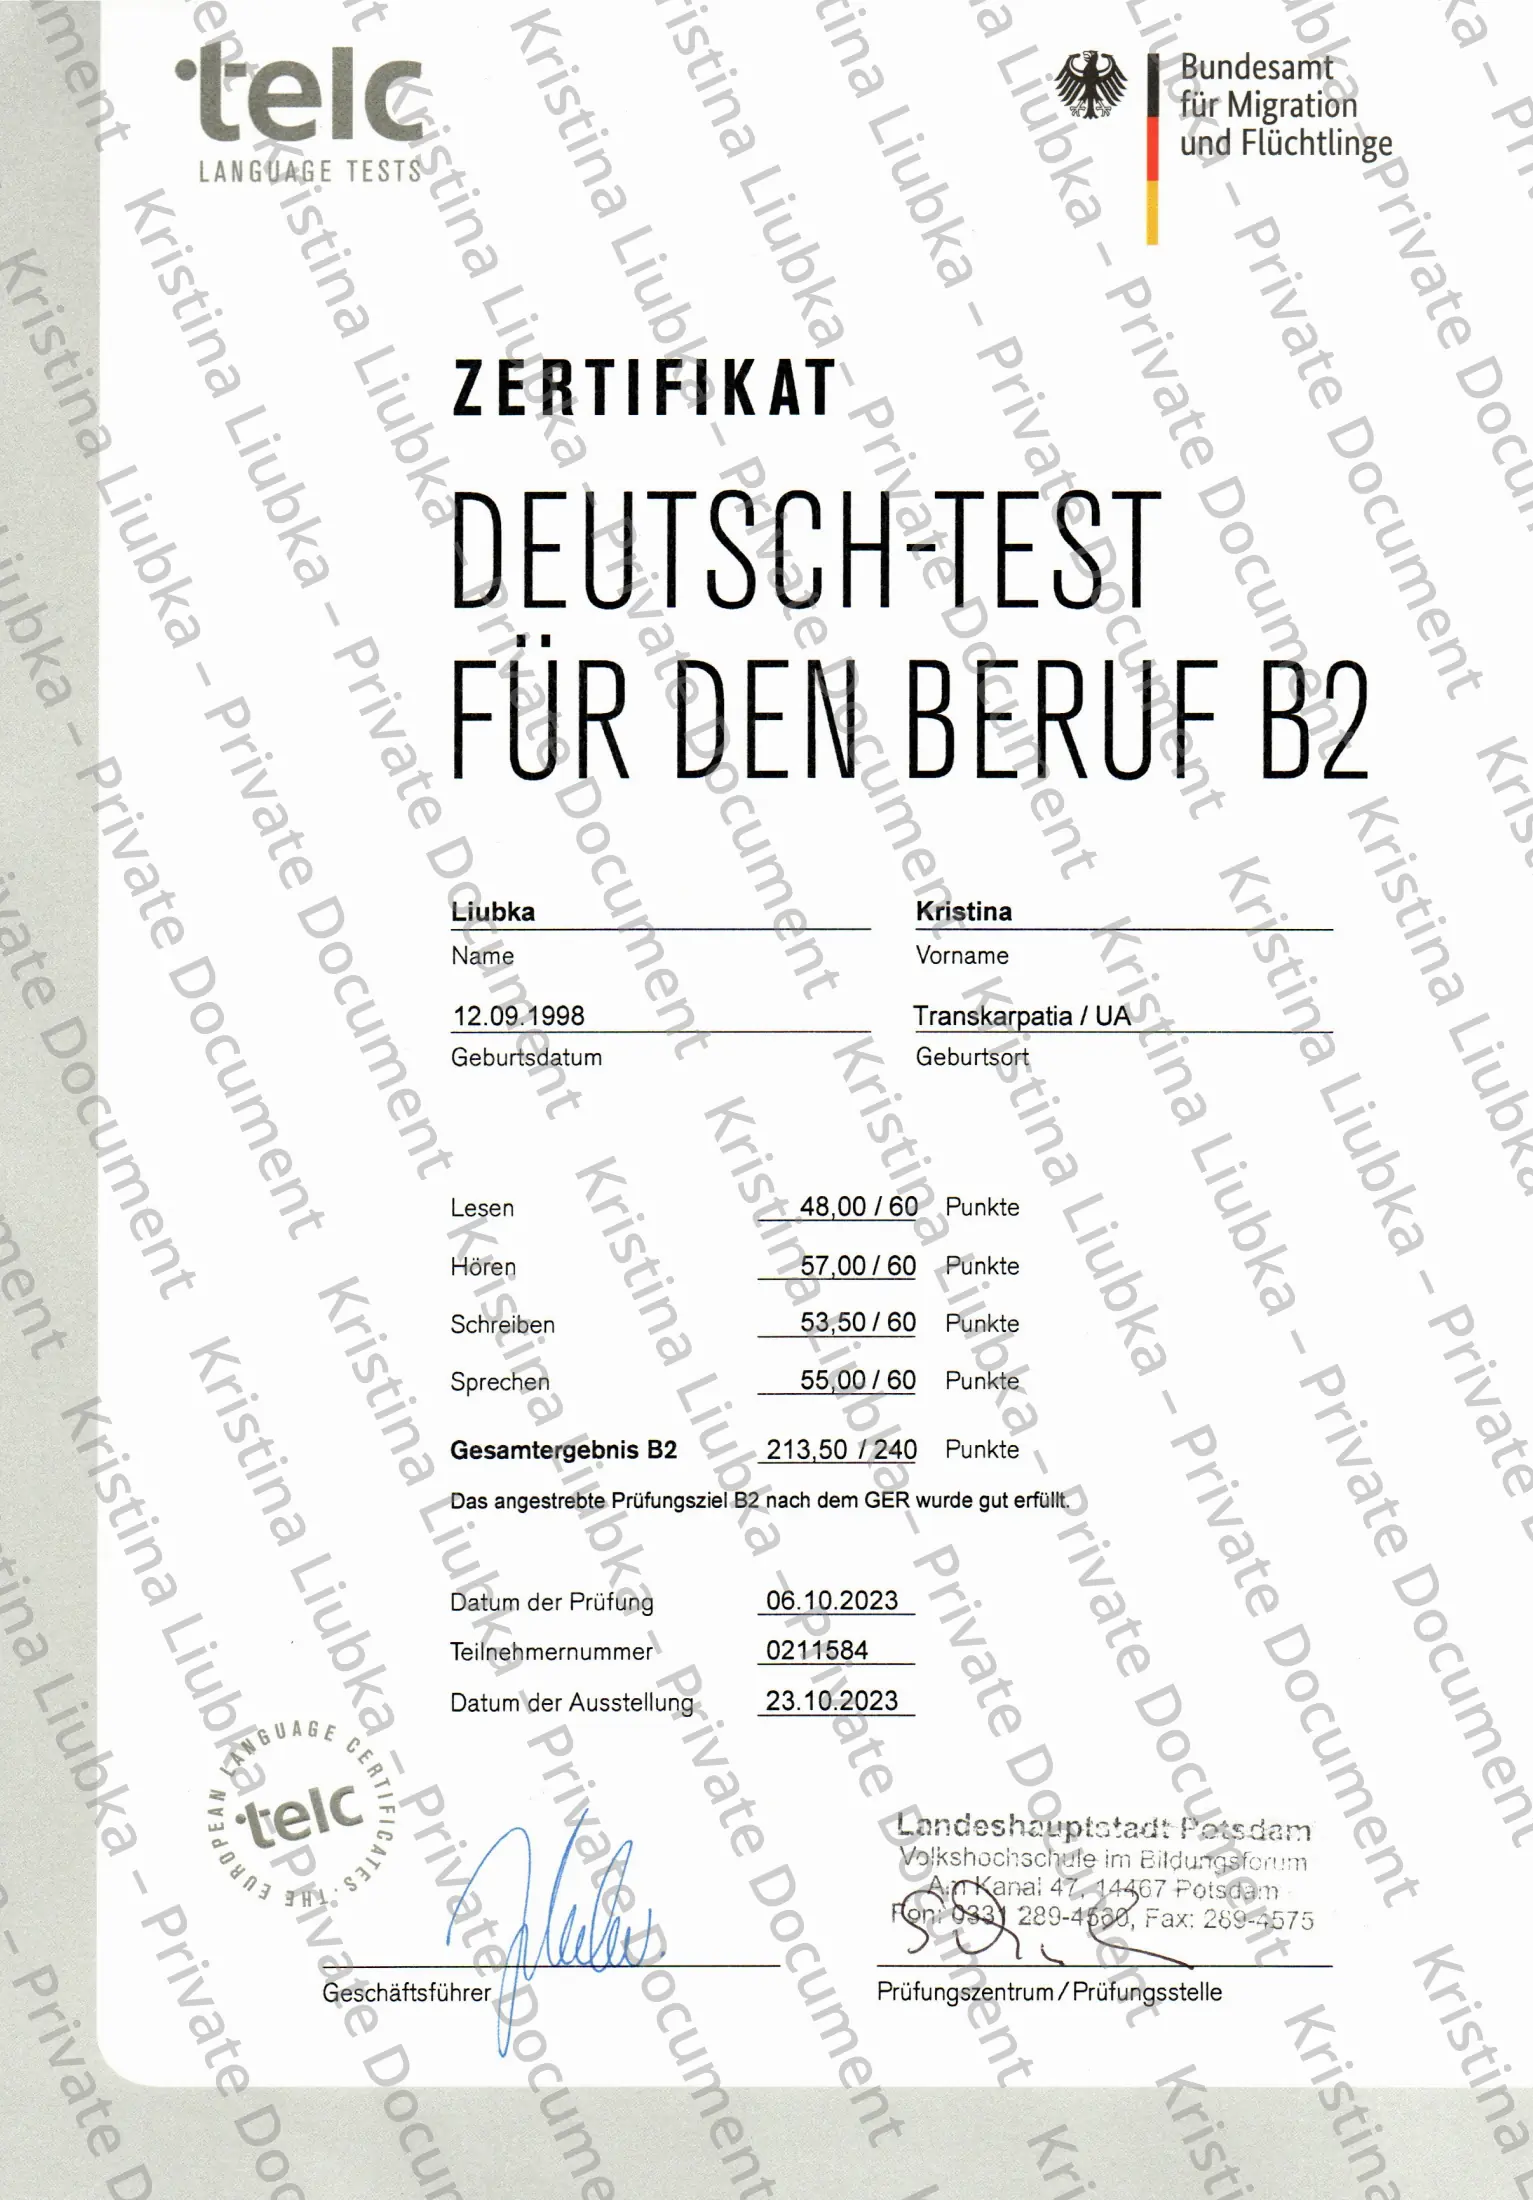 telc
LANGUAGE TESTS
Bundesamt
für Migration
und Flüchtlinge
ZERTIFIKAT
DEUTSCH-TEST
FÜR DEN BERUF B2
Liubka Kristina
Name Vorname
12.09.1998 Transkarpatia / UA
Geburtsdatum Geburtsort
Lesen 48,00 / 60 Punkte
Hören 57,00 / 60 Punkte
Schreiben 53,50 / 60 Punkte
Sprechen 55,00 / 60 Punkte
Gesamtergebnis B2 213,50 / 240 Punkte
Das angestrebte Prüfungsziel B2 nach dem GER wurde gut erfüllt.
Datum der Prüfung 06.10.2023
Teilnehmernummer 0211584
Datum der Ausstellung 23.10.2023
THE EUROPEAN LANGUAGE CERTIFICATES.
telc
Landeshauptstadt Potsdam
Volkshochschule im Bildungsforum
Am Kanal 47, 14467 Potsdam
Fon: 0331 289-4560, Fax: 289-4575
Geschäftsführer Prüfungszentrum / Prüfungsstelle
Kristina Liubka – Private Document